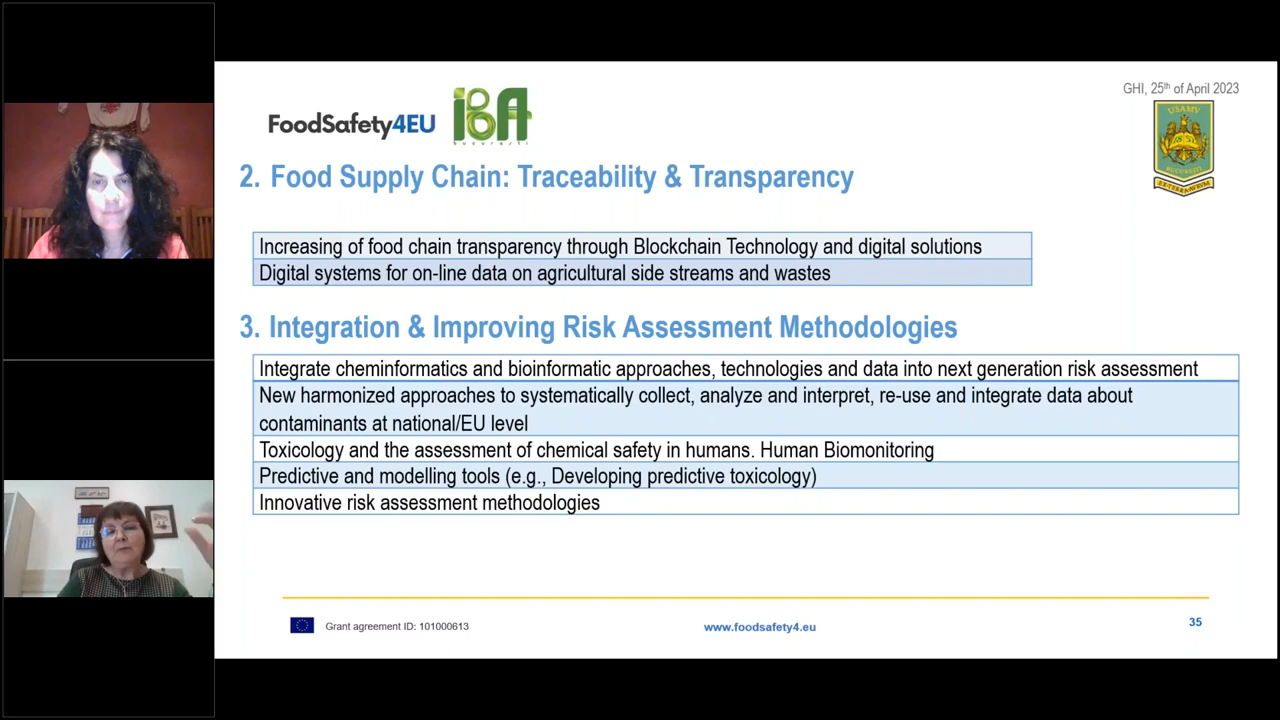 GHI, 25th of April 2023
FoodSafety4EU
IBA
USAMV
BUCUREȘTI
2. Food Supply Chain: Traceability & Transparency
Increasing of food chain transparency through Blockchain Technology and digital solutions
Digital systems for on-line data on agricultural side streams and wastes
3. Integration & Improving Risk Assessment Methodologies
Integrate cheminformatics and bioinformatic approaches, technologies and data into next generation risk assessment
New harmonized approaches to systematically collect, analyze and interpret, re-use and integrate data about
contaminants at national/EU level
Toxicology and the assessment of chemical safety in humans. Human Biomonitoring
Predictive and modelling tools (e.g., Developing predictive toxicology)
Innovative risk assessment methodologies
Grant agreement ID: 101000613
www.foodsafety4.eu
35